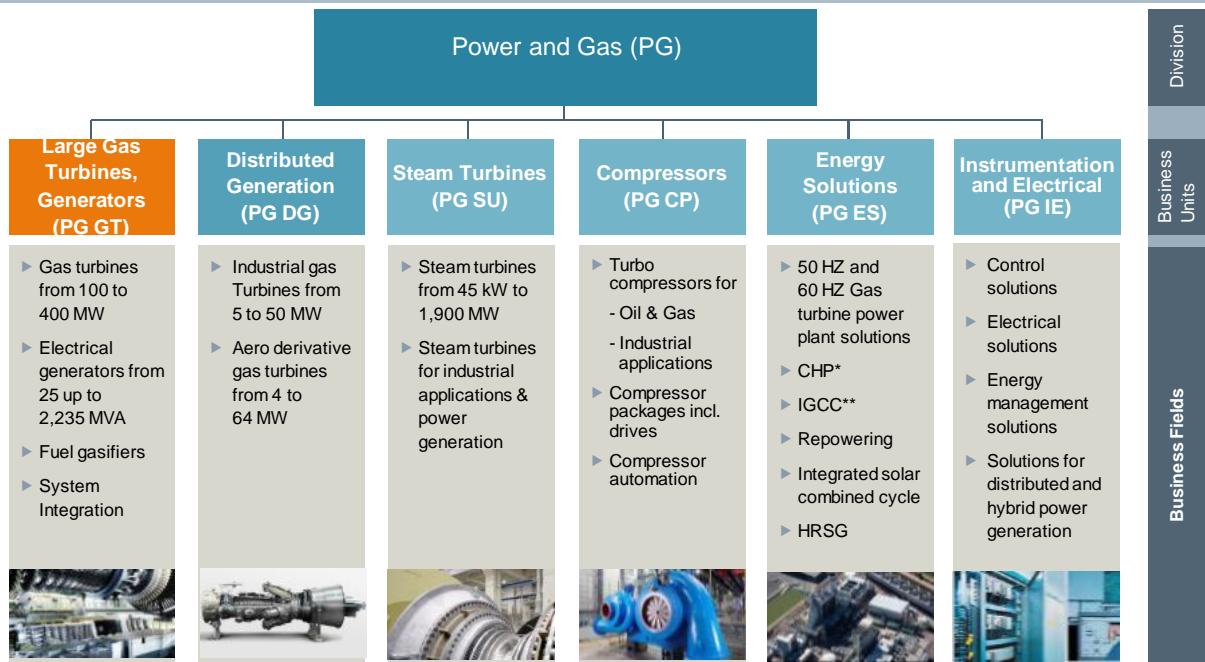 Power and Gas (PG)
Division
Large Gas
Turbines,
Generators
(PG GT)
Distributed
Generation
(PG DG)
Steam Turbines
(PG SU)
Compressors
(PG CP)
Energy
Solutions
(PG ES)
Instrumentation
and Electrical
(PG IE)
Business
Units
Gas turbines
from 100 to
400 MW
Electrical
generators from
25 up to
2,235 MVA
Fuel gasifiers
System
Integration
Industrial gas
Turbines from
5 to 50 MW
Aero derivative
gas turbines
from 4 to
64 MW
Steam turbines
from 45 kW to
1,900 MW
Steam turbines
for industrial
applications &
power
generation
Turbo
compressors for
- Oil & Gas
- Industrial
applications
Compressor
packages incl.
drives
Compressor
automation
50 HZ and
60 HZ Gas
turbine power
plant solutions
CHP*
IGCC**
Repowering
Integrated solar
combined cycle
HRSG
Control
solutions
Electrical
solutions
Energy
management
solutions
Solutions for
distributed and
hybrid power
generation
Business Fields